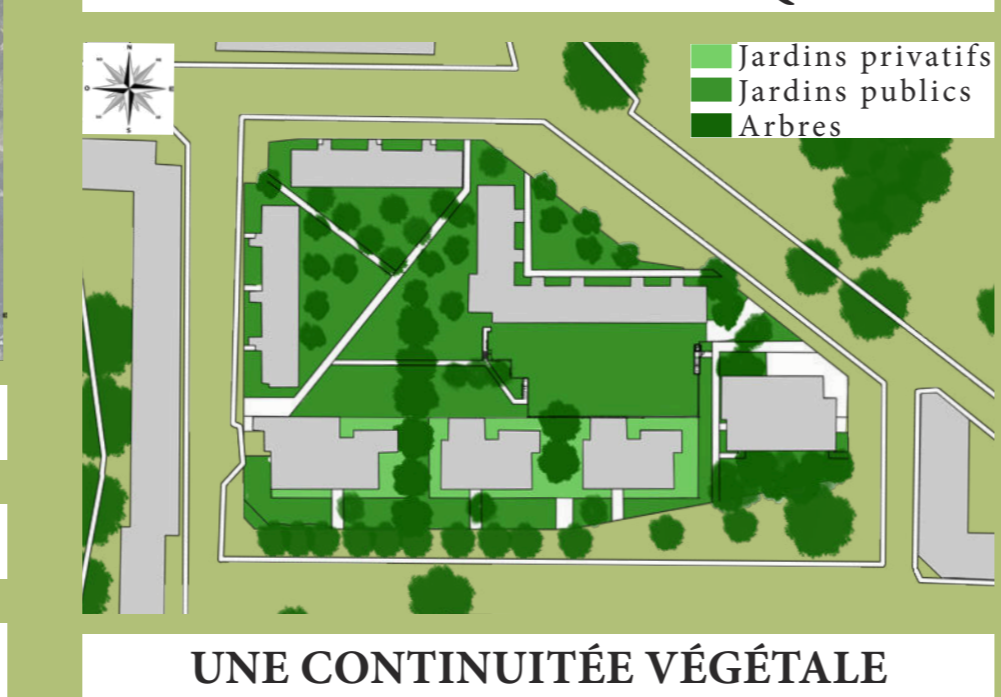 N
O
E
S
Jardins privatifs
Jardins publics
Arbres
UNE CONTINUITÉE VÉGÉTALE